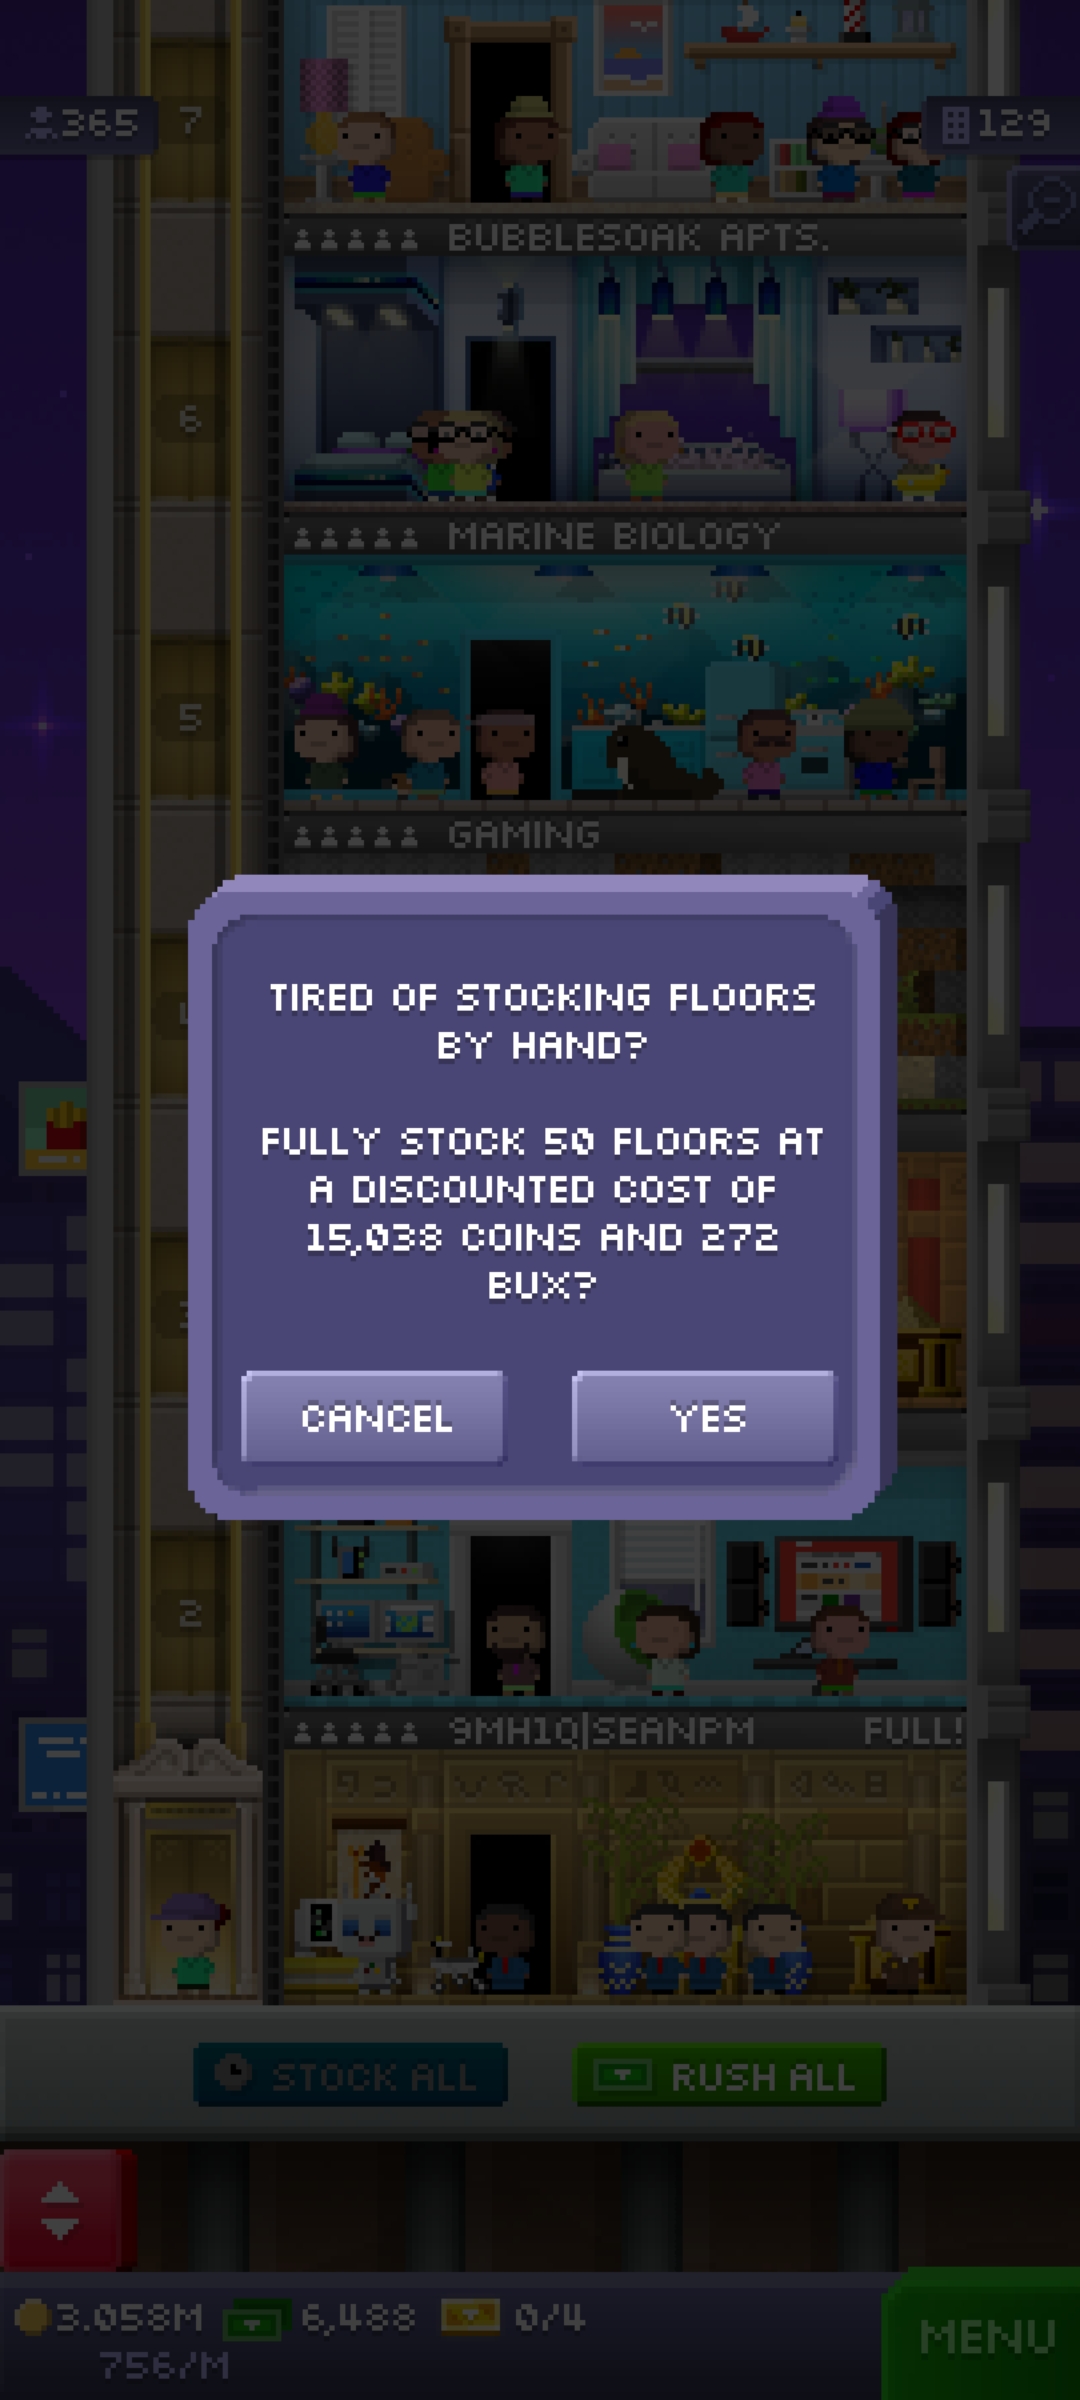 365
7
129
BUBBLESOAK APTS.
6
MARINE BIOLOGY
5
GAMING
TIRED OF STOCKING FLOORS
BY HAND?
FULLY STOCK 50 FLOORS AT
A DISCOUNTED COST OF
15,038 COINS AND 272
BUX?
CANCEL
YES
2
9MH1Q|SEANPM
FULL!
STOCK ALL
RUSH ALL
3.058M
6,488
0/4
756/M
MENU